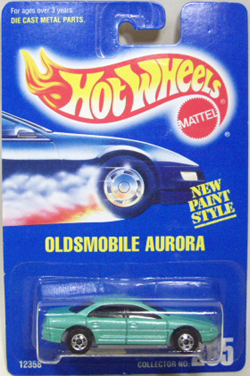 For ages over 3 years.
DIE CAST METAL PARTS.
Hot Wheels
MATTEL
NEW
PAINT
STYLE
OLDSMOBILE AURORA
12358
COLLECTOR NO.